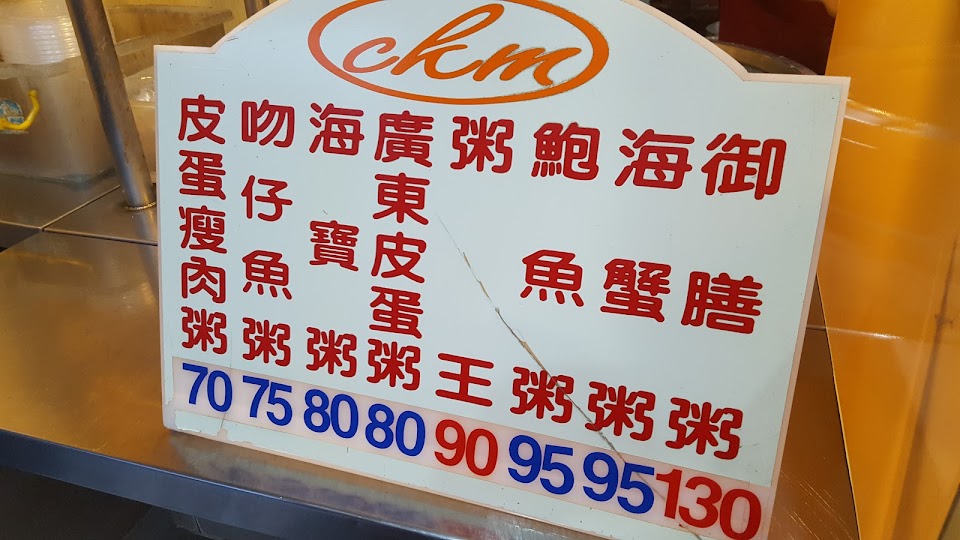 ckm
御膳粥
海蟹粥
鮑魚粥
粥王
廣東皮蛋粥
海寶粥
吻仔魚粥
皮蛋瘦肉粥
70 75 80 80 90 95 95 130